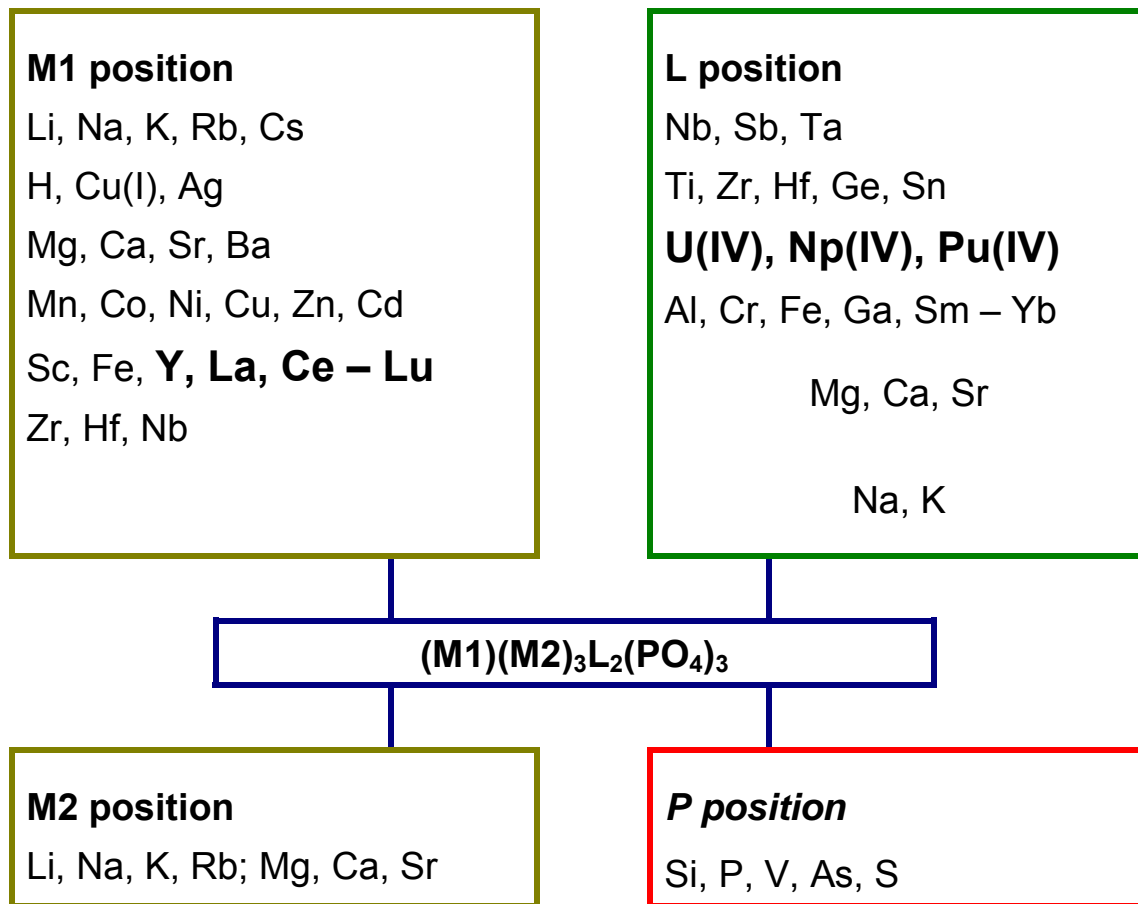 M1 position
Li, Na, K, Rb, Cs
H, Cu(I), Ag
Mg, Ca, Sr, Ba
Mn, Co, Ni, Cu, Zn, Cd
Sc, Fe, Y, La, Ce – Lu
Zr, Hf, Nb
L position
Nb, Sb, Ta
Ti, Zr, Hf, Ge, Sn
U(IV), Np(IV), Pu(IV)
Al, Cr, Fe, Ga, Sm – Yb
Mg, Ca, Sr
Na, K
(M1)(M2)₃L₂(PO₄)₃
M2 position
Li, Na, K, Rb; Mg, Ca, Sr
P position
Si, P, V, As, S